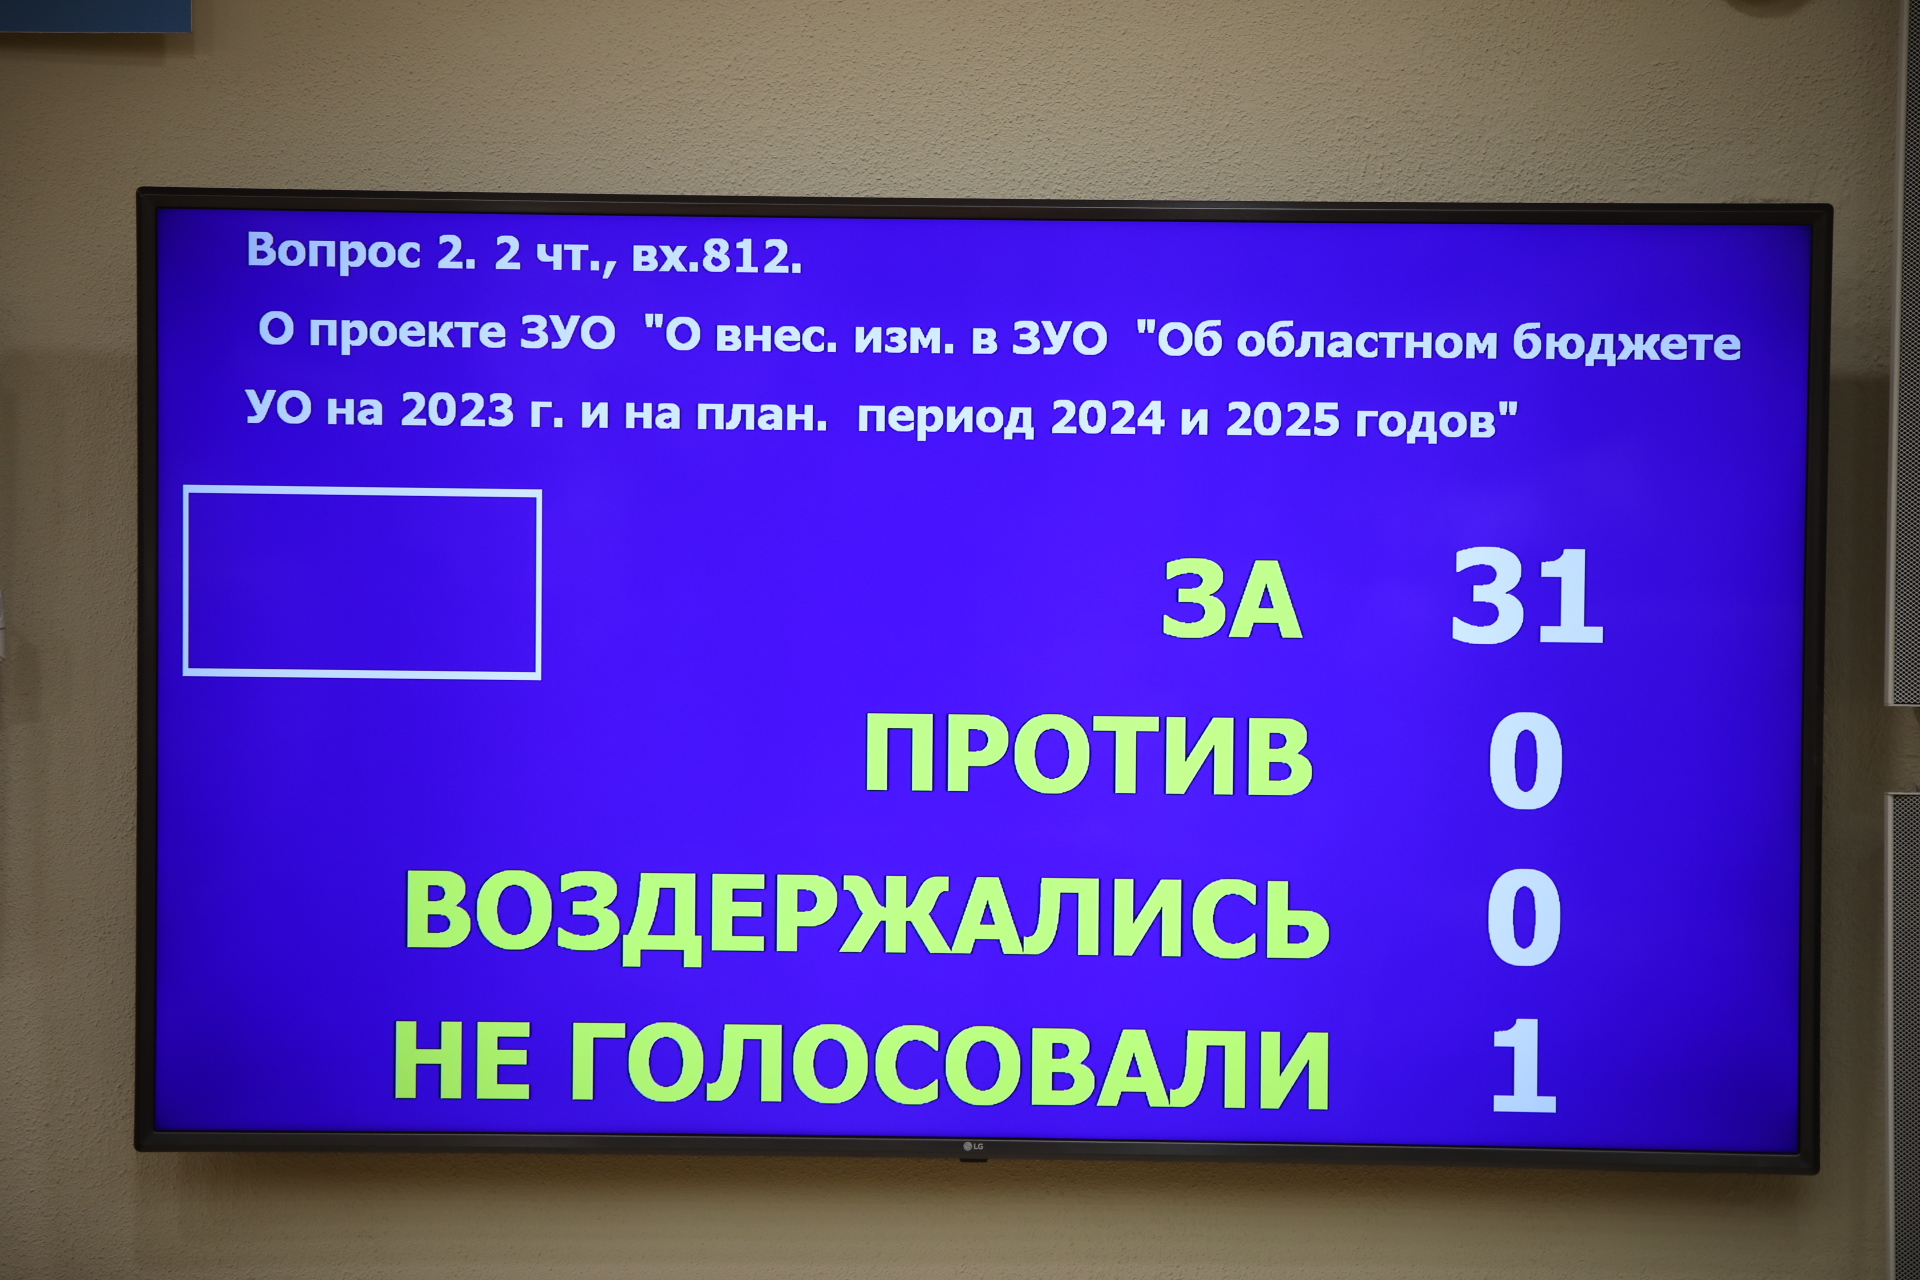 Вопрос 2. 2 чт., вх.812.
О проекте ЗУО "О внес. изм. в ЗУО "Об областном бюджете
УО на 2023 г. и на план. период 2024 и 2025 годов"
ЗА 31
ПРОТИВ 0
ВОЗДЕРЖАЛИСЬ 0
НЕ ГОЛОСОВАЛИ 1
LG